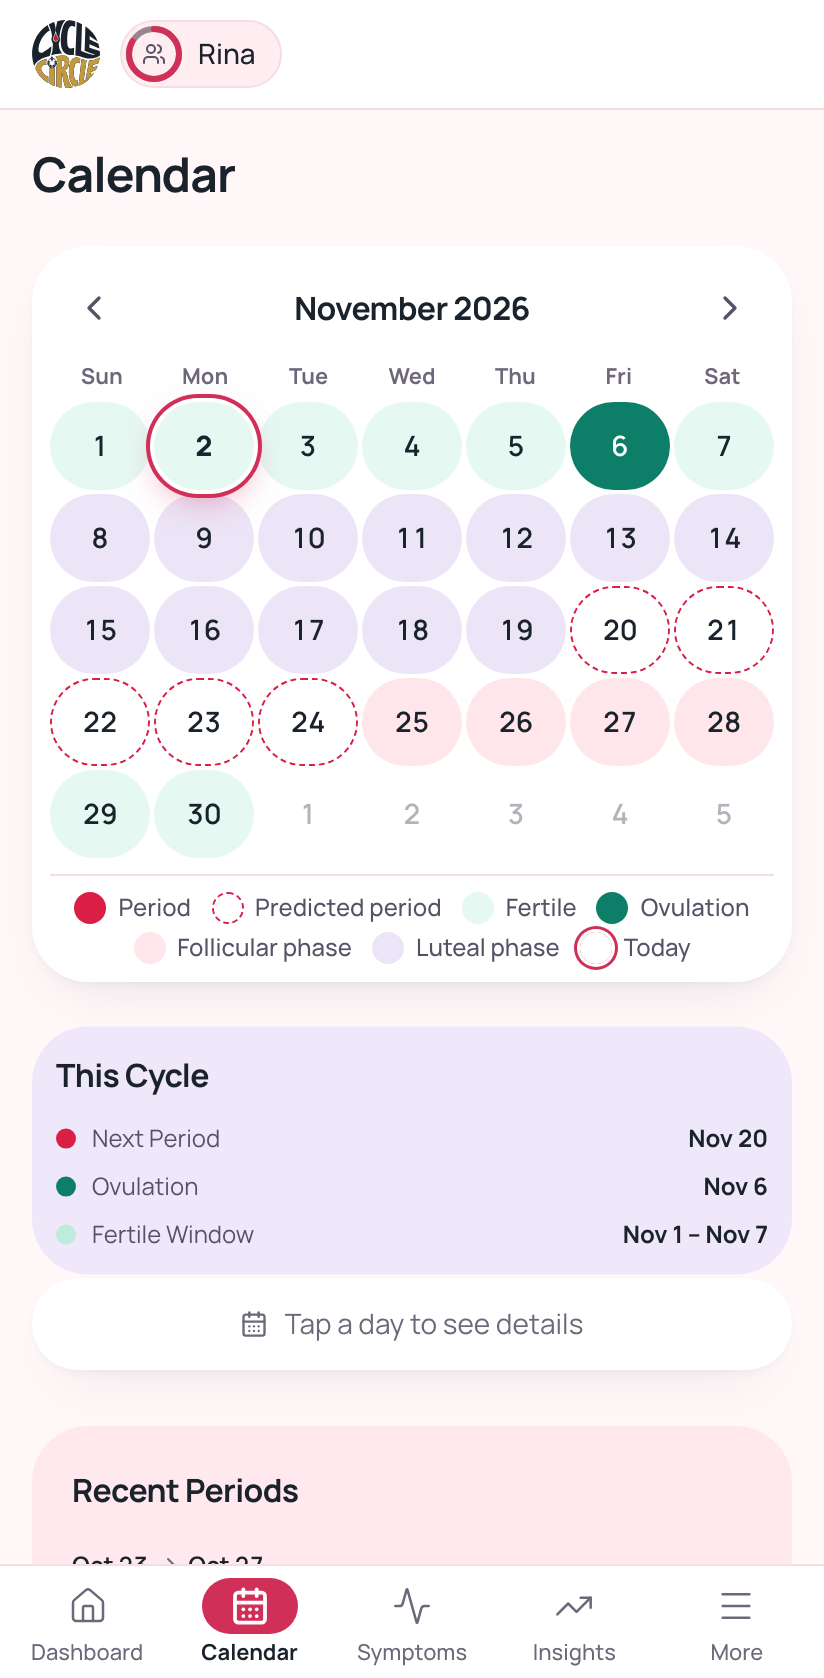 CYCLE
CIRCLE
Rina
Calendar
November 2026
Sun Mon Tue Wed Thu Fri Sat
1 2 3 4 5 6 7
8 9 10 11 12 13 14
15 16 17 18 19 20 21
22 23 24 25 26 27 28
29 30 1 2 3 4 5
Period Predicted period Fertile Ovulation
Follicular phase Luteal phase Today
This Cycle
Next Period Nov 20
Ovulation Nov 6
Fertile Window Nov 1 – Nov 7
Tap a day to see details
Recent Periods
Oct 23 > Oct 27
Dashboard Calendar Symptoms Insights More